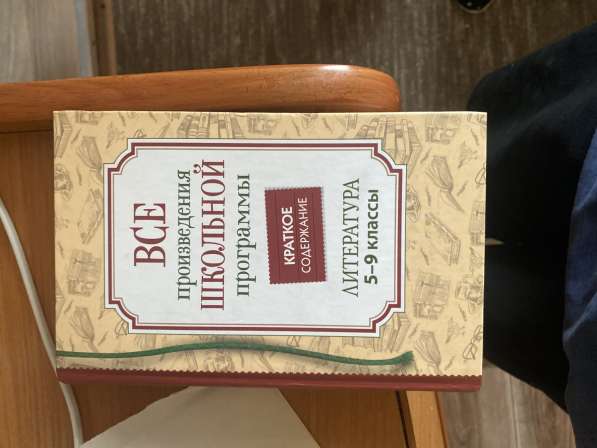 ВСЕ
произведения
ШКОЛЬНОЙ
программы
КРАТКОЕ
СОДЕРЖАНИЕ
ЛИТЕРАТУРА
5–9 классы